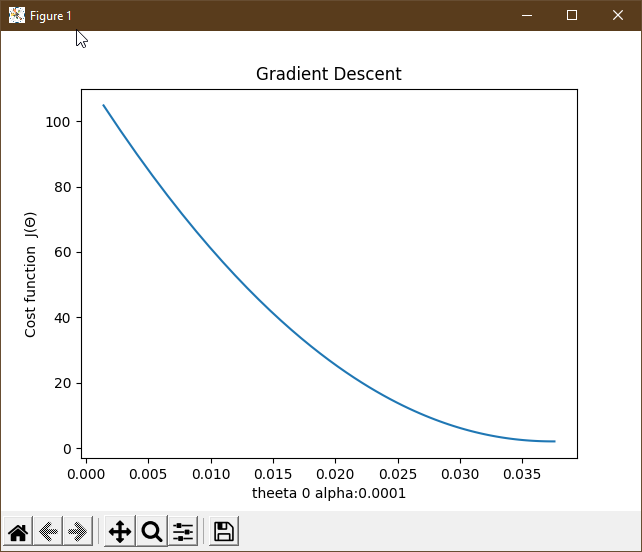 Figure 1
Gradient Descent
100
80
60
40
20
0
Cost function J(Θ)
0.000 0.005 0.010 0.015 0.020 0.025 0.030 0.035
theeta 0 alpha:0.0001